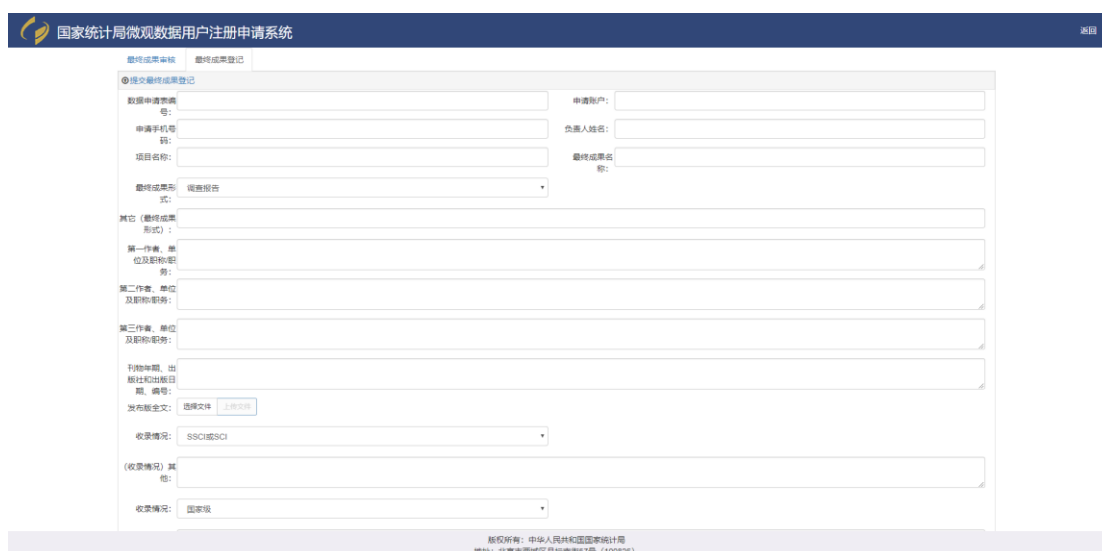 国家统计局微观数据用户注册申请系统
返回
最终成果审核 最终成果登记
提交最终成果登记
数据申请表编
号：
申请账户：
申请手机号
码：
负责人姓名：
项目名称：
最终成果名
称：
最终成果形
式：
调查报告
其它（最终成果
形式）：
第一作者、单
位及职称/职
务：
第二作者、单位
及职称/职务：
第三作者、单位
及职称/职务：
刊物年期、出
版社和出版日
期、编号：
发布版全文： 选择文件 上传文件
收录情况： SSCI或SCI
（收录情况）其
他：
收录情况： 国家级
版权所有：中华人民共和国国家统计局